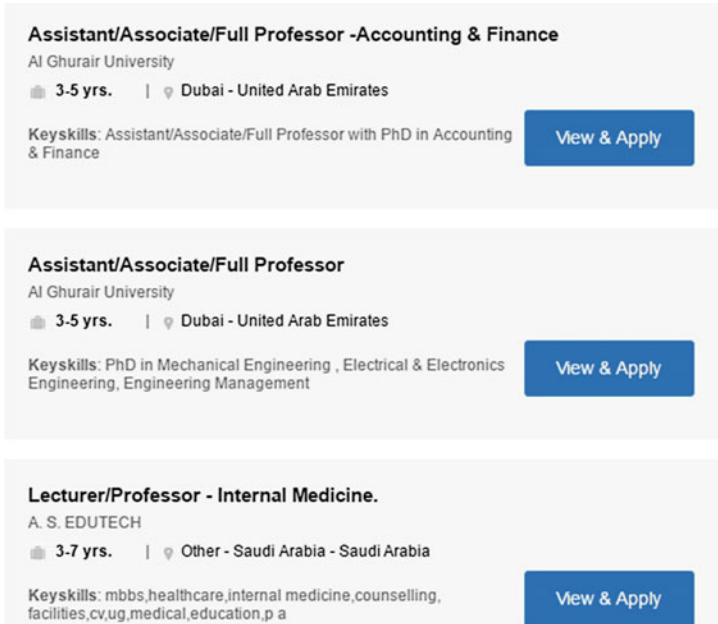 Assistant/Associate/Full Professor -Accounting & Finance
Al Ghurair University
3-5 yrs. | Dubai - United Arab Emirates
Keyskills: Assistant/Associate/Full Professor with PhD in Accounting
& Finance
View & Apply
Assistant/Associate/Full Professor
Al Ghurair University
3-5 yrs. | Dubai - United Arab Emirates
Keyskills: PhD in Mechanical Engineering , Electrical & Electronics
Engineering, Engineering Management
View & Apply
Lecturer/Professor - Internal Medicine.
A. S. EDUTECH
3-7 yrs. | Other - Saudi Arabia - Saudi Arabia
Keyskills: mbbs,healthcare,internal medicine,counselling,
facilities,cv,ug,medical,education,p a
View & Apply